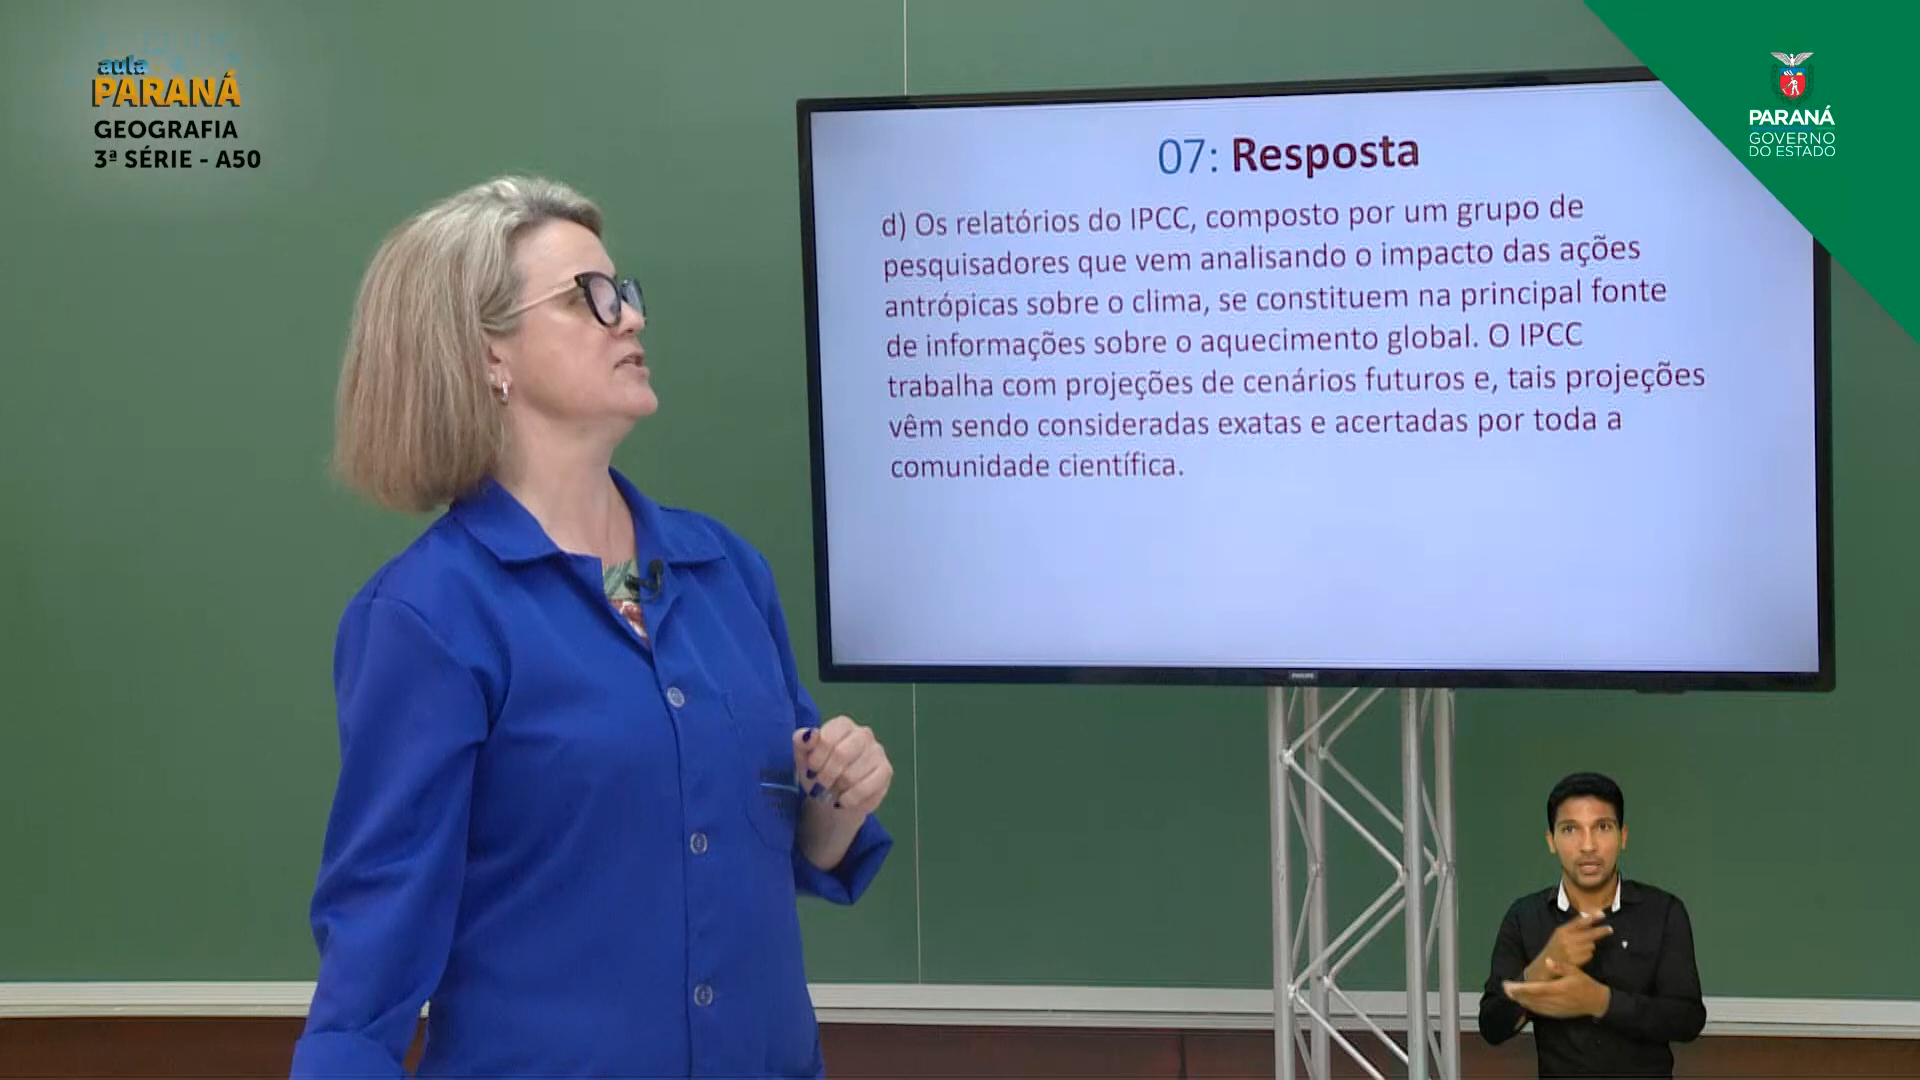 aula
PARANÁ
GEOGRAFIA
3ª SÉRIE - A50
PARANÁ
GOVERNO
DO ESTADO
07: Resposta
d) Os relatórios do IPCC, composto por um grupo de
pesquisadores que vem analisando o impacto das ações
antrópicas sobre o clima, se constituem na principal fonte
de informações sobre o aquecimento global. O IPCC
trabalha com projeções de cenários futuros e, tais projeções
vêm sendo consideradas exatas e acertadas por toda a
comunidade científica.
PHILIPS